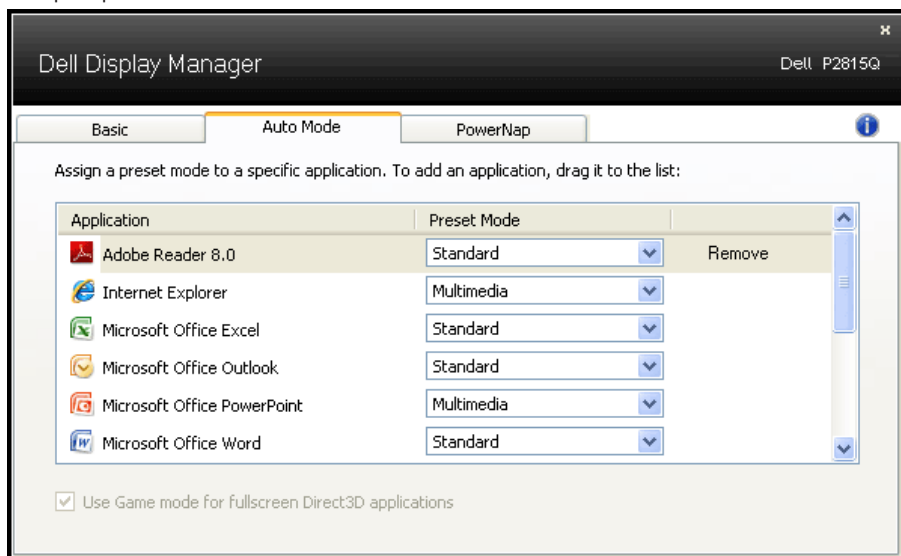 x
Dell Display Manager Dell P2815Q
Basic Auto Mode PowerNap
Assign a preset mode to a specific application. To add an application, drag it to the list:
Application Preset Mode
Adobe Reader 8.0 Standard Remove
Internet Explorer Multimedia
Microsoft Office Excel Standard
Microsoft Office Outlook Standard
Microsoft Office PowerPoint Multimedia
Microsoft Office Word Standard
Use Game mode for fullscreen Direct3D applications